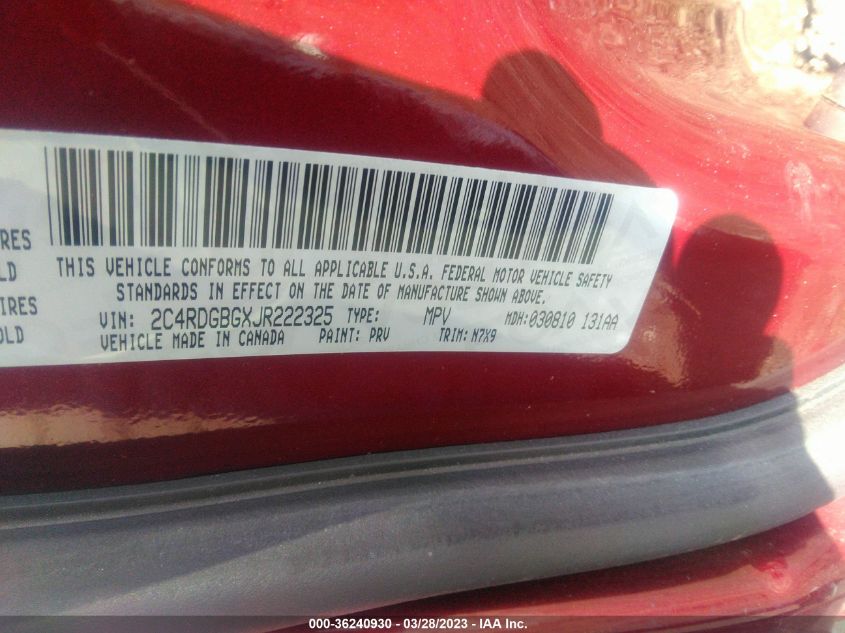 IRES
THIS VEHICLE CONFORMS TO ALL APPLICABLE U.S.A. FEDERAL MOTOR VEHICLE SAFETY
OLD
STANDARDS IN EFFECT ON THE DATE OF MANUFACTURE SHOWN ABOVE.
TIRES
VIN: 2C4RDGBGXJR222325 TYPE: MPV MDH:030810 131AA
OLD
VEHICLE MADE IN CANADA PAINT: PRV TRIM: N7X9
000-36240930 - 03/28/2023 - IAA Inc.